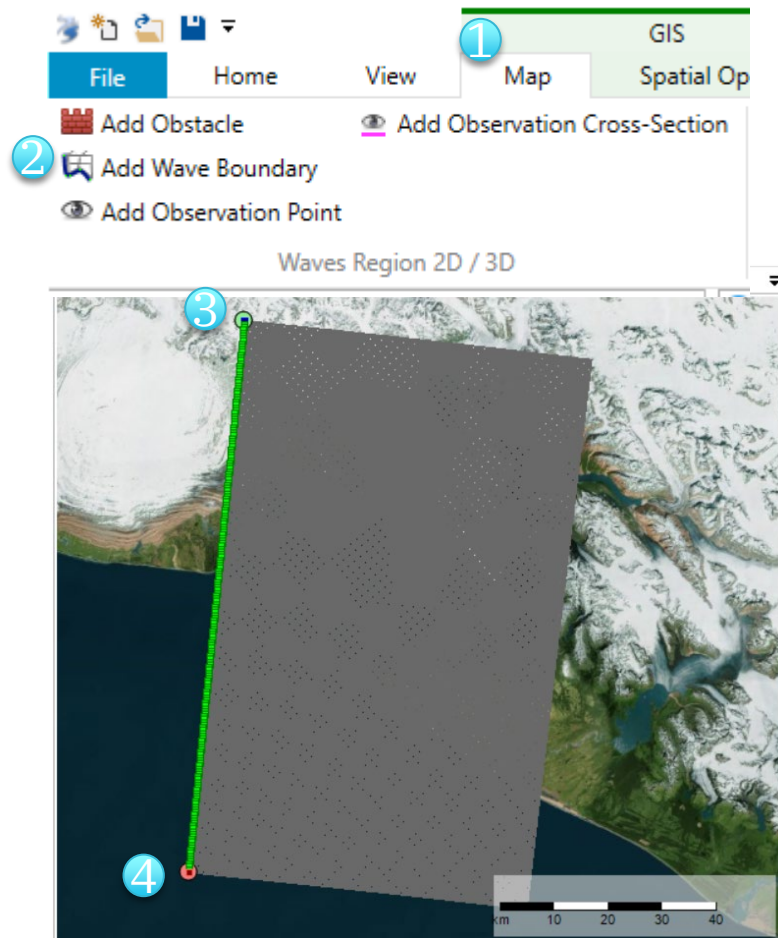 1
GIS
File Home View Map Spatial Op
Add Obstacle Add Observation Cross-Section
2
Add Wave Boundary
Add Observation Point
Waves Region 2D / 3D
3
4
km 10 20 30 40